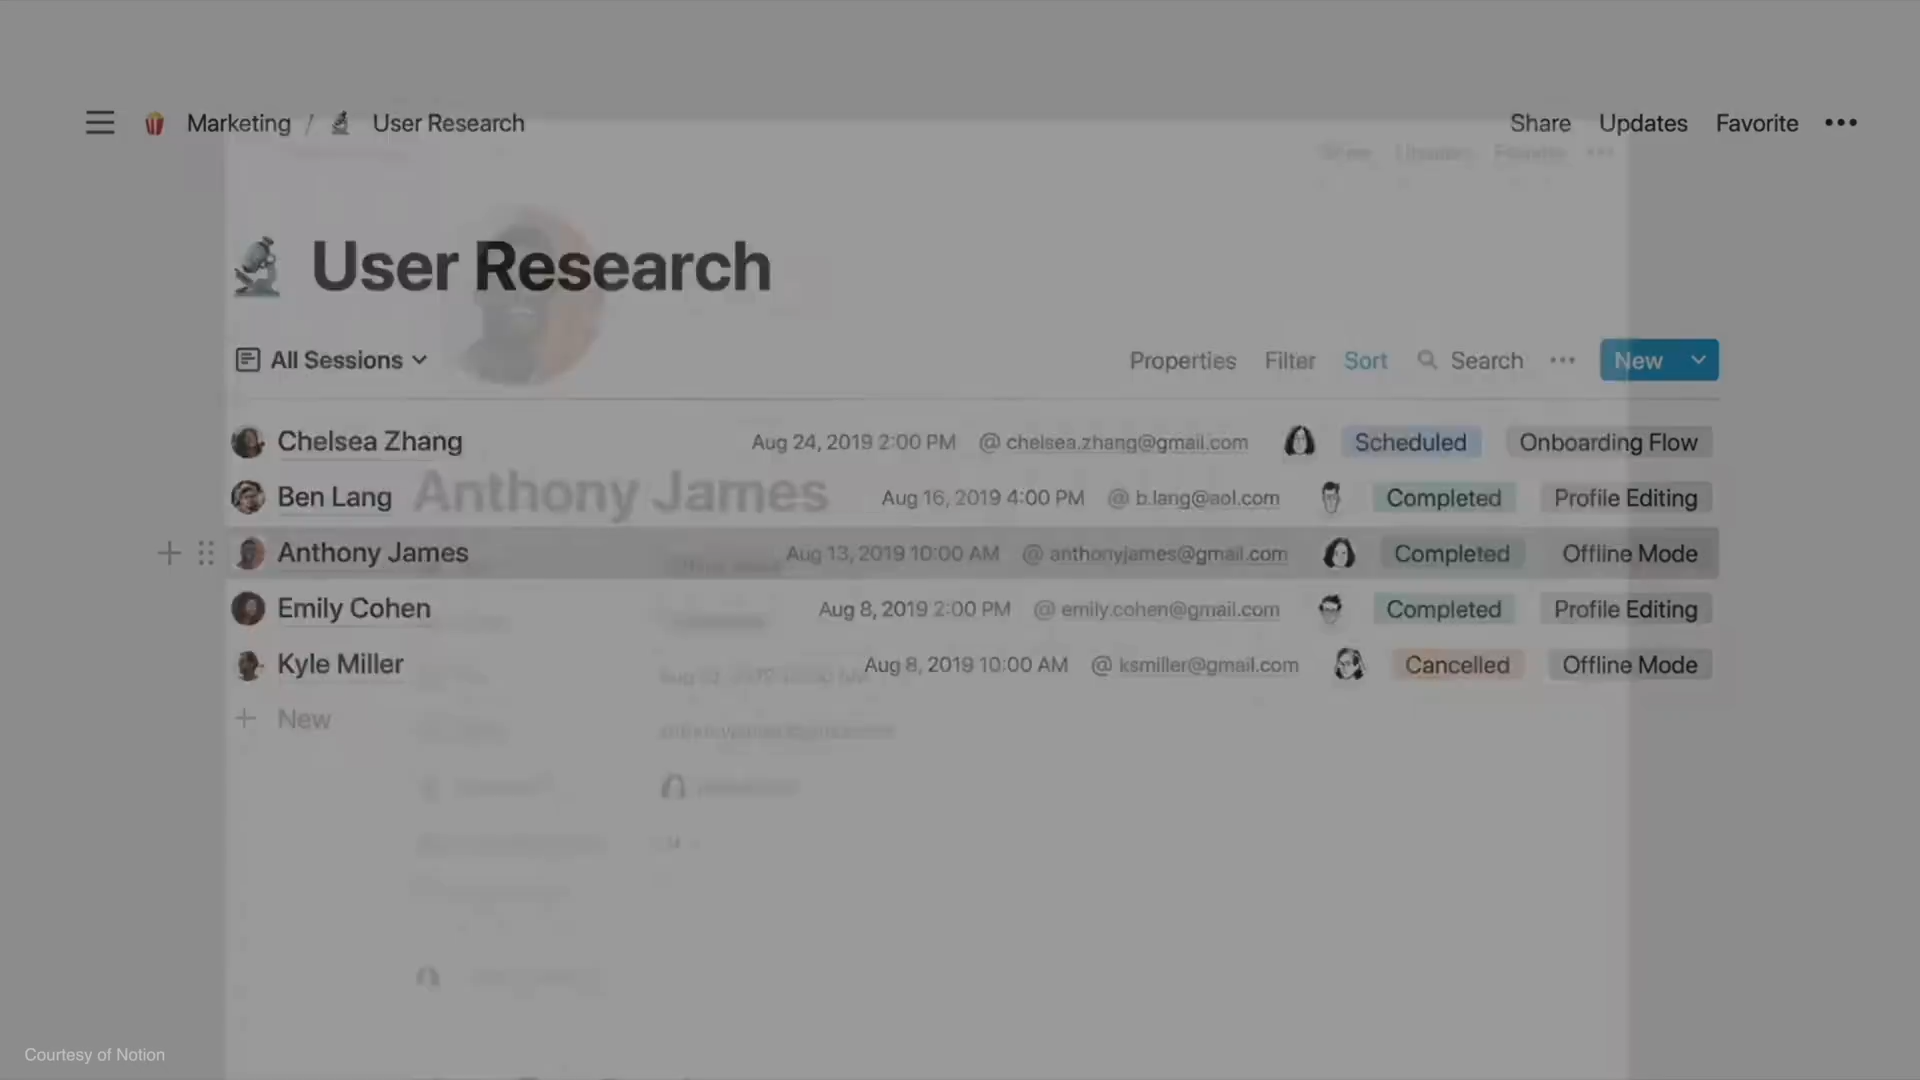 Marketing / User Research
Share Updates Favorite
User Research
All Sessions
Properties Filter Sort Search New
Chelsea Zhang Aug 24, 2019 2:00 PM @ chelsea.zhang@gmail.com Scheduled Onboarding Flow
Ben Lang Aug 16, 2019 4:00 PM @ b.lang@aol.com Completed Profile Editing
Anthony James
Anthony James Aug 13, 2019 10:00 AM @ anthonyjames@gmail.com Completed Offline Mode
Emily Cohen Aug 8, 2019 2:00 PM @ emily.cohen@gmail.com Completed Profile Editing
Kyle Miller Aug 8, 2019 10:00 AM @ ksmiller@gmail.com Cancelled Offline Mode
+ New
Courtesy of Notion